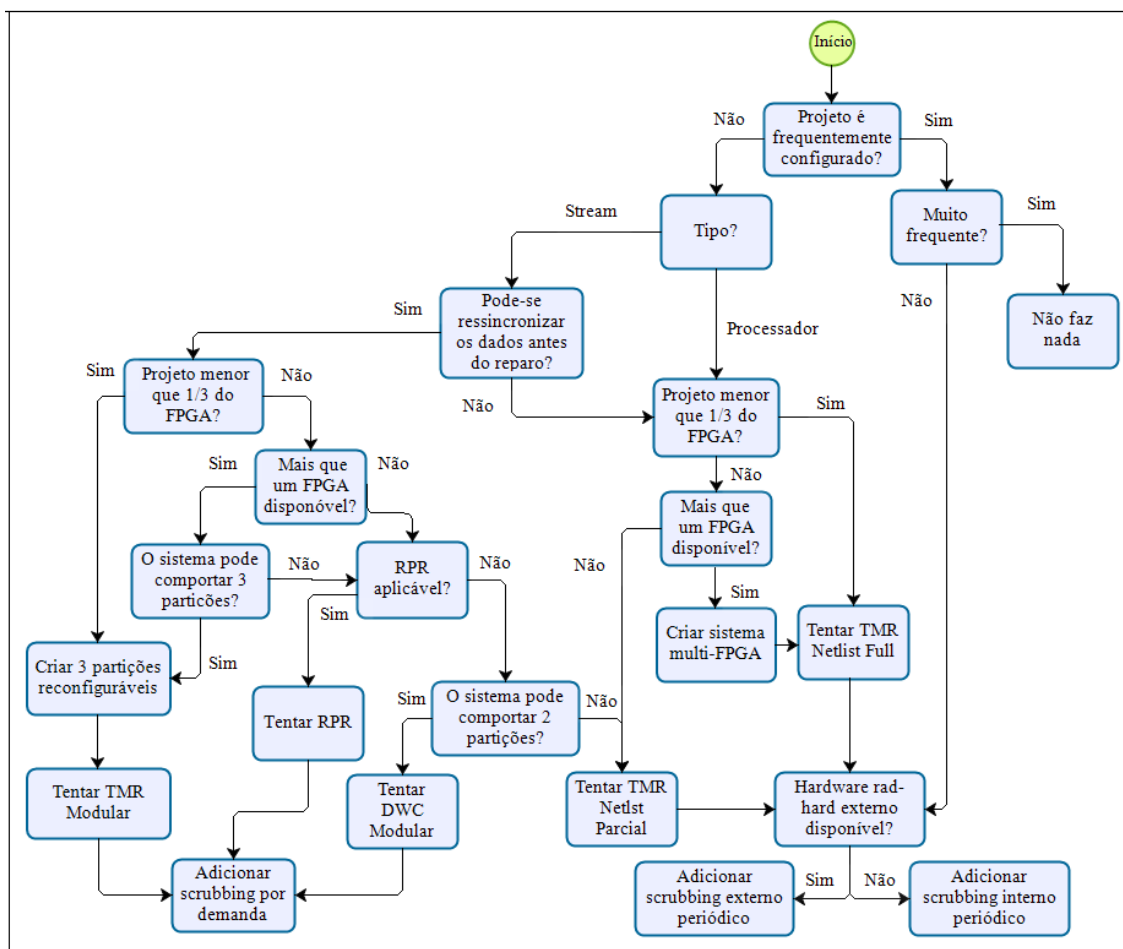 Início
Não
Projeto é
frequentemente
configurado?
Sim
Stream
Tipo?
Muito
frequente?
Sim
Sim
Pode-se
ressincronizar
os dados antes
do reparo?
Processador
Não
Não faz
nada
Sim
Projeto menor
que 1/3 do
FPGA?
Não
Não
Projeto menor
que 1/3 do
FPGA?
Sim
Sim
Mais que
um FPGA
disponóvel?
Não
Não
Mais que
um FPGA
disponível?
O sistema pode
comportar 3
particões?
Não
RPR
aplicável?
Não
Não
Sim
Sim
Criar sistema
multi-FPGA
Tentar TMR
Netlist Full
Criar 3 partições
reconfiguráveis
Sim
Tentar RPR
Sim
O sistema pode
comportar 2
partições?
Não
Tentar TMR
Modular
Tentar
DWC
Modular
Tentar TMR
Netlst
Parcial
Hardware rad-
hard externo
disponível?
Adicionar
scrubbing por
demanda
Adicionar
scrubbing externo
periódico
Sim
Não
Adicionar
scrubbing interno
periódico